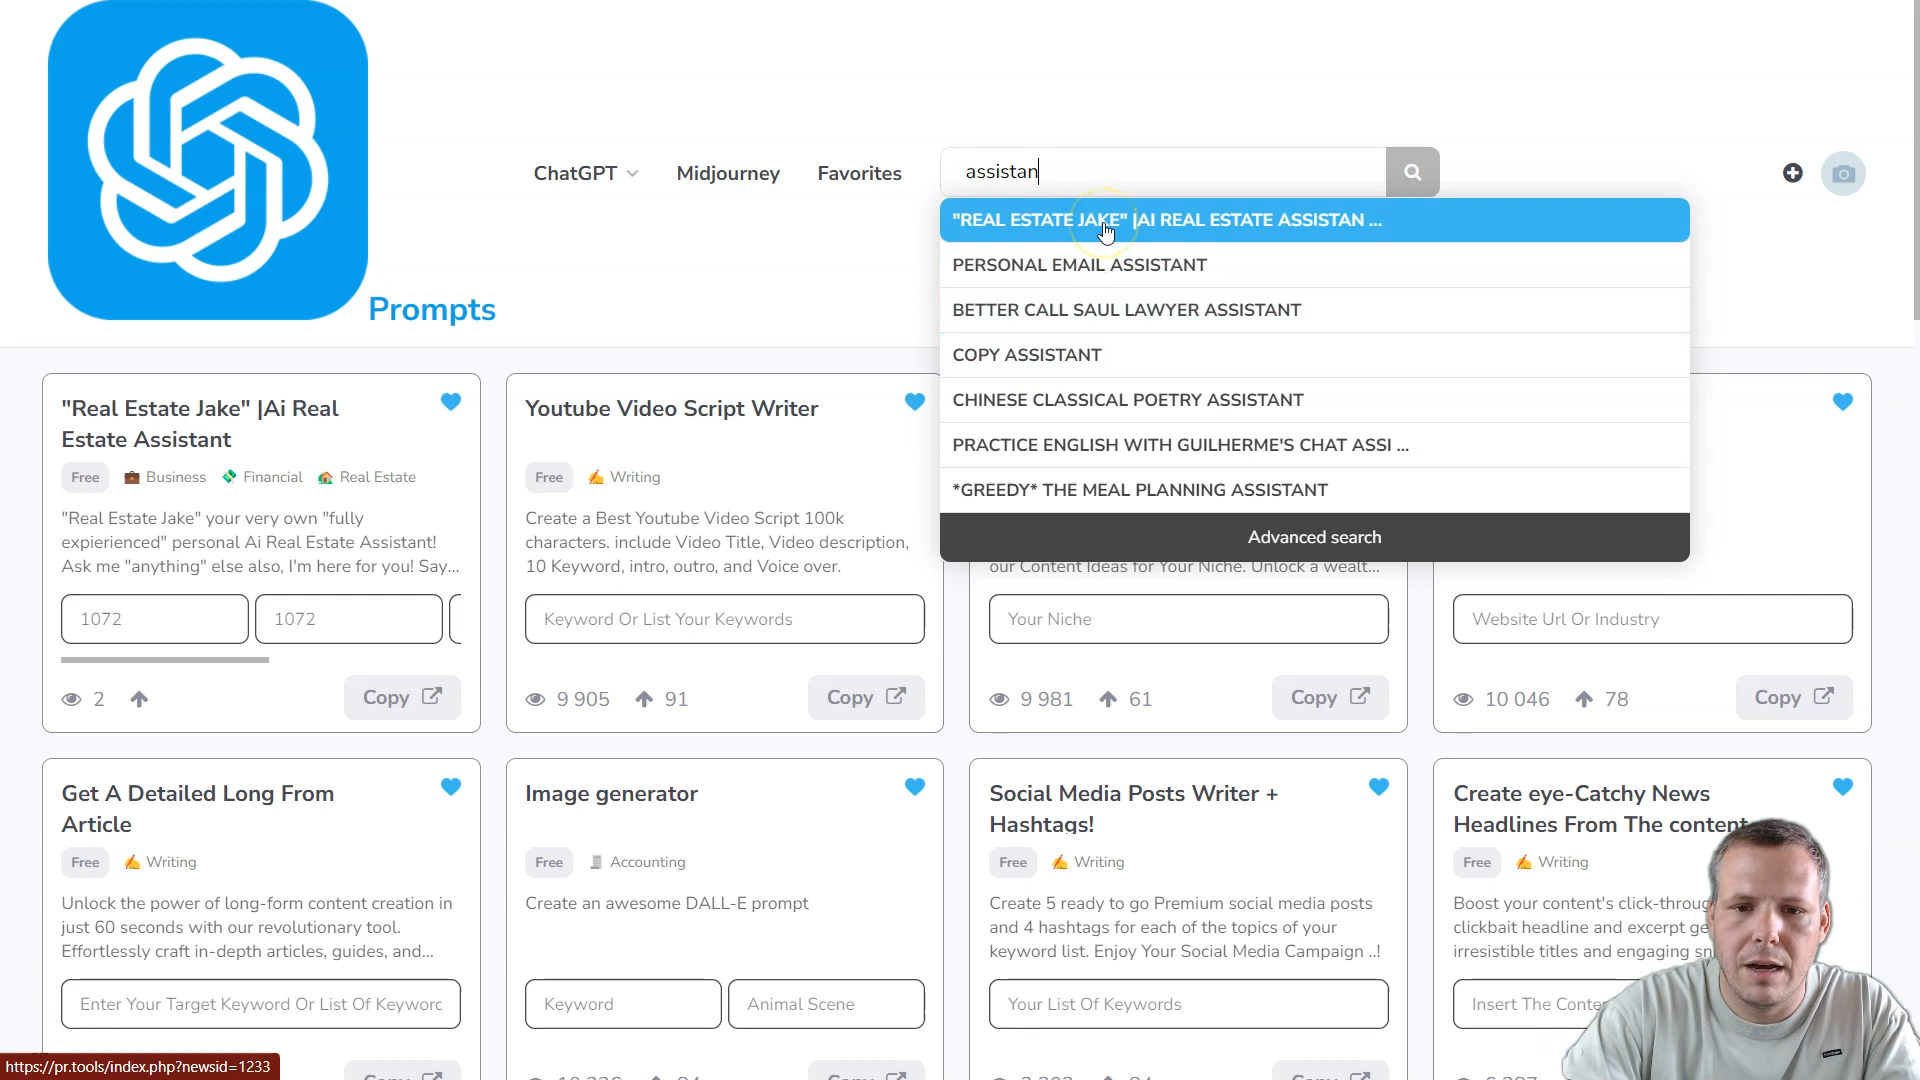 ChatGPT Midjourney Favorites assistan
Prompts
"REAL ESTATE JAKE" |AI REAL ESTATE ASSISTAN ...
PERSONAL EMAIL ASSISTANT
BETTER CALL SAUL LAWYER ASSISTANT
COPY ASSISTANT
CHINESE CLASSICAL POETRY ASSISTANT
PRACTICE ENGLISH WITH GUILHERME'S CHAT ASSI ...
*GREEDY* THE MEAL PLANNING ASSISTANT
Advanced search
"Real Estate Jake" |Ai Real
Estate Assistant
Free 💼 Business 💸 Financial 🏠 Real Estate
"Real Estate Jake" your very own "fully
expierienced" personal Ai Real Estate Assistant!
Ask me "anything" else also, I'm here for you! Say...
1072 1072
2
Copy
Youtube Video Script Writer
Free ✍ Writing
Create a Best Youtube Video Script 100k
characters. include Video Title, Video description,
10 Keyword, intro, outro, and Voice over.
Keyword Or List Your Keywords
9 905 91
Copy
our Content Ideas for Your Niche. Unlock a wealt...
Your Niche
9 981 61
Copy
Website Url Or Industry
10 046 78
Copy
Get A Detailed Long From
Article
Free ✍ Writing
Unlock the power of long-form content creation in
just 60 seconds with our revolutionary tool.
Effortlessly craft in-depth articles, guides, and...
Enter Your Target Keyword Or List Of Keyworc
Copy
Image generator
Free Accounting
Create an awesome DALL-E prompt
Keyword Animal Scene
Copy
Social Media Posts Writer +
Hashtags!
Free ✍ Writing
Create 5 ready to go Premium social media posts
and 4 hashtags for each of the topics of your
keyword list. Enjoy Your Social Media Campaign ..!
Your List Of Keywords
Copy
Create eye-Catchy News
Headlines From The content
Free ✍ Writing
Boost your content's click-throug
clickbait headline and excerpt ge
irresistible titles and engaging sn
Insert The Conte
https://pr.tools/index.php?newsid=1233